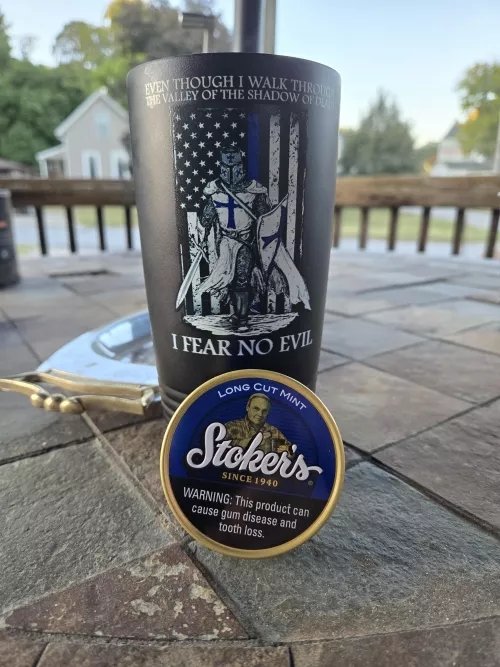 EVEN THOUGH I WALK THROUGH
THE VALLEY OF THE SHADOW OF
I FEAR NO EVIL
LONG CUT MINT
Stoker's
SINCE 1940
WARNING: This product can
cause gum disease and
tooth loss.